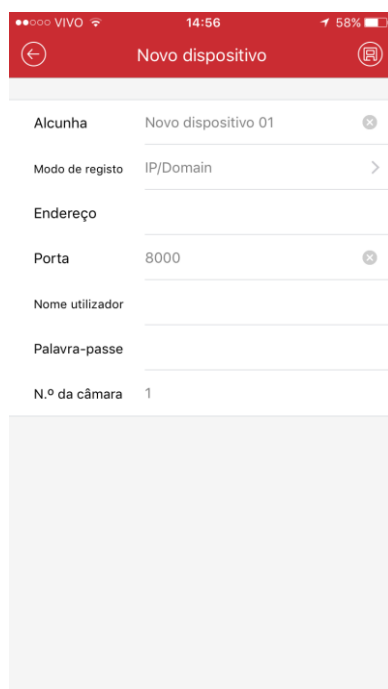 VIVO 14:56 58%
Novo dispositivo
Alcunha Novo dispositivo 01
Modo de registo IP/Domain
Endereço
Porta 8000
Nome utilizador
Palavra-passe
N.º da câmara 1